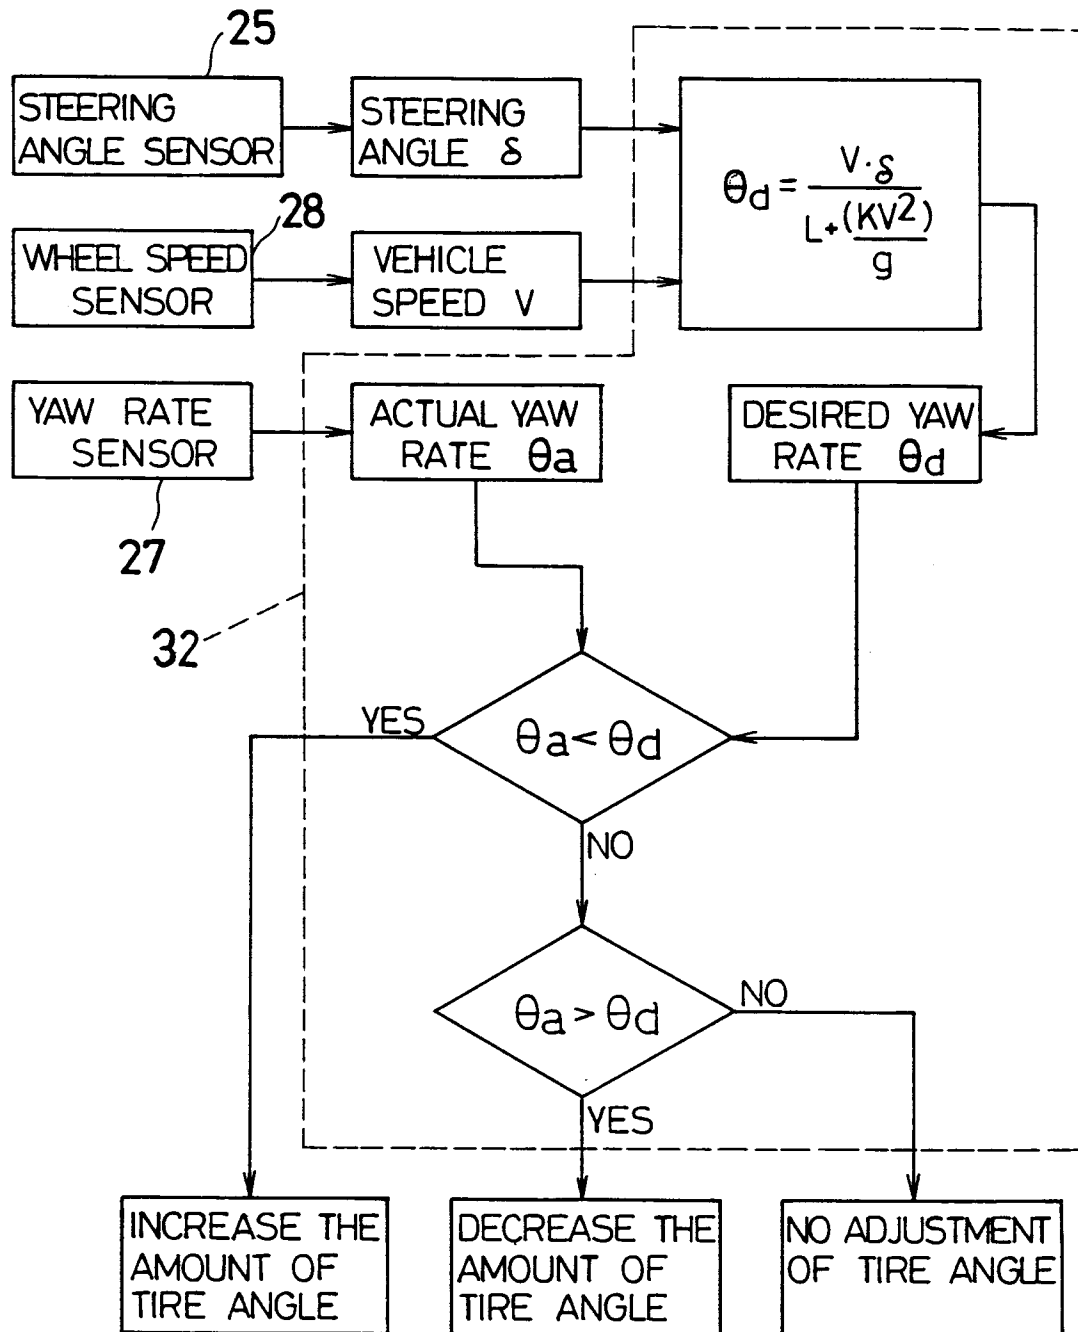 25
STEERING
ANGLE SENSOR
STEERING
ANGLE δ
θd = V·δ / L+(KV²)/g
28
WHEEL SPEED
SENSOR
VEHICLE
SPEED V
YAW RATE
SENSOR
27
ACTUAL YAW
RATE θa
DESIRED YAW
RATE θd
32
YES
θa < θd
NO
θa > θd
NO
YES
INCREASE THE
AMOUNT OF
TIRE ANGLE
DECREASE THE
AMOUNT OF
TIRE ANGLE
NO ADJUSTMENT
OF TIRE ANGLE